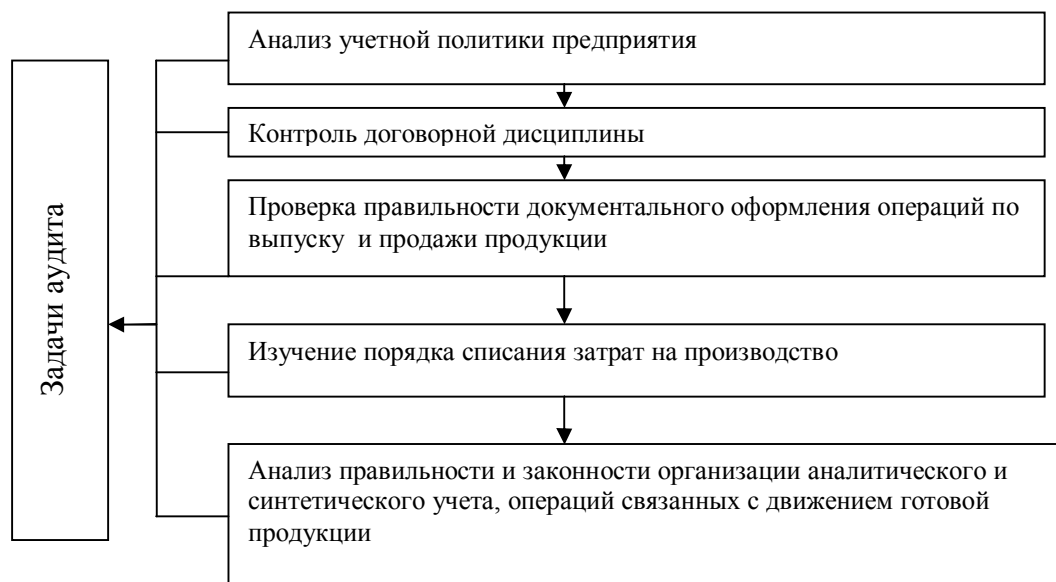 Задачи аудита
Анализ учетной политики предприятия
Контроль договорной дисциплины
Проверка правильности документального оформления операций по
выпуску и продажи продукции
Изучение порядка списания затрат на производство
Анализ правильности и законности организации аналитического и
синтетического учета, операций связанных с движением готовой
продукции